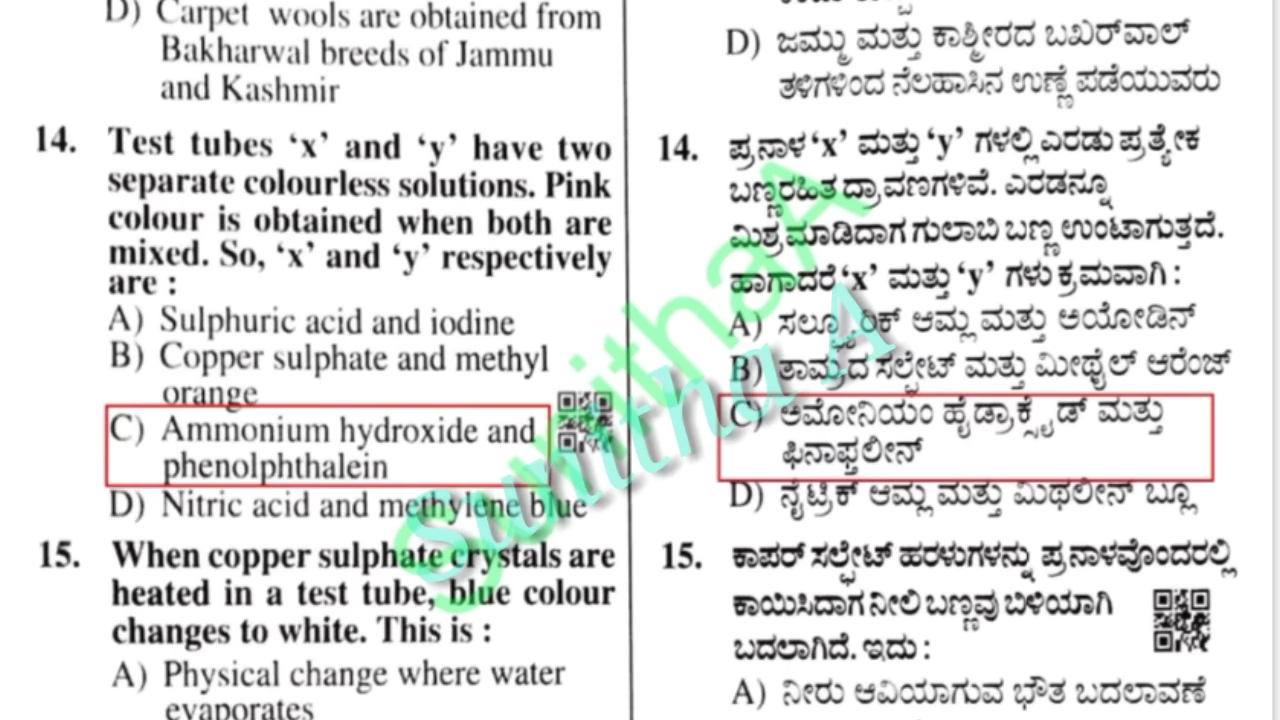 D) Carpet wools are obtained from
Bakharwal breeds of Jammu
and Kashmir
14. Test tubes ‘x’ and ‘y’ have two
separate colourless solutions. Pink
colour is obtained when both are
mixed. So, ‘x’ and ‘y’ respectively
are :
A) Sulphuric acid and iodine
B) Copper sulphate and methyl
orange
C) Ammonium hydroxide and
phenolphthalein
D) Nitric acid and methylene blue
15. When copper sulphate crystals are
heated in a test tube, blue colour
changes to white. This is :
A) Physical change where water
evaporates
D) ಜಮ್ಮು ಮತ್ತು ಕಾಶ್ಮೀರದ ಬಖರ್‌ವಾಲ್
ತಳಿಗಳಿಂದ ನೆಲಹಾಸಿನ ಉಣ್ಣೆ ಪಡೆಯುವರು
14. ಪ್ರನಾಳ ‘x’ ಮತ್ತು ‘y’ ಗಳಲ್ಲಿ ಎರಡು ಪ್ರತ್ಯೇಕ
ಬಣ್ಣರಹಿತ ದ್ರಾವಣಗಳಿವೆ. ಎರಡನ್ನೂ
ಮಿಶ್ರಮಾಡಿದಾಗ ಗುಲಾಬಿ ಬಣ್ಣ ಉಂಟಾಗುತ್ತದೆ.
ಹಾಗಾದರೆ ‘x’ ಮತ್ತು ‘y’ ಗಳು ಕ್ರಮವಾಗಿ :
A) ಸಲ್ಫ್ಯೂರಿಕ್ ಆಮ್ಲ ಮತ್ತು ಅಯೋಡಿನ್
B) ತಾಮ್ರದ ಸಲ್ಫೇಟ್ ಮತ್ತು ಮೀಥೈಲ್ ಆರೆಂಜ್
C) ಅಮೋನಿಯಂ ಹೈಡ್ರಾಕ್ಸೈಡ್ ಮತ್ತು
ಫಿನಾಫ್ತಲೀನ್
D) ನೈಟ್ರಿಕ್ ಆಮ್ಲ ಮತ್ತು ಮಿಥಲೀನ್ ಬ್ಲೂ
15. ಕಾಪರ್ ಸಲ್ಫೇಟ್ ಹರಳುಗಳನ್ನು ಪ್ರನಾಳವೊಂದರಲ್ಲಿ
ಕಾಯಿಸಿದಾಗ ನೀಲಿ ಬಣ್ಣವು ಬಿಳಿಯಾಗಿ
ಬದಲಾಗಿದೆ. ಇದು :
A) ನೀರು ಆವಿಯಾಗುವ ಭೌತ ಬದಲಾವಣೆ
SunithaA
Sunitha A